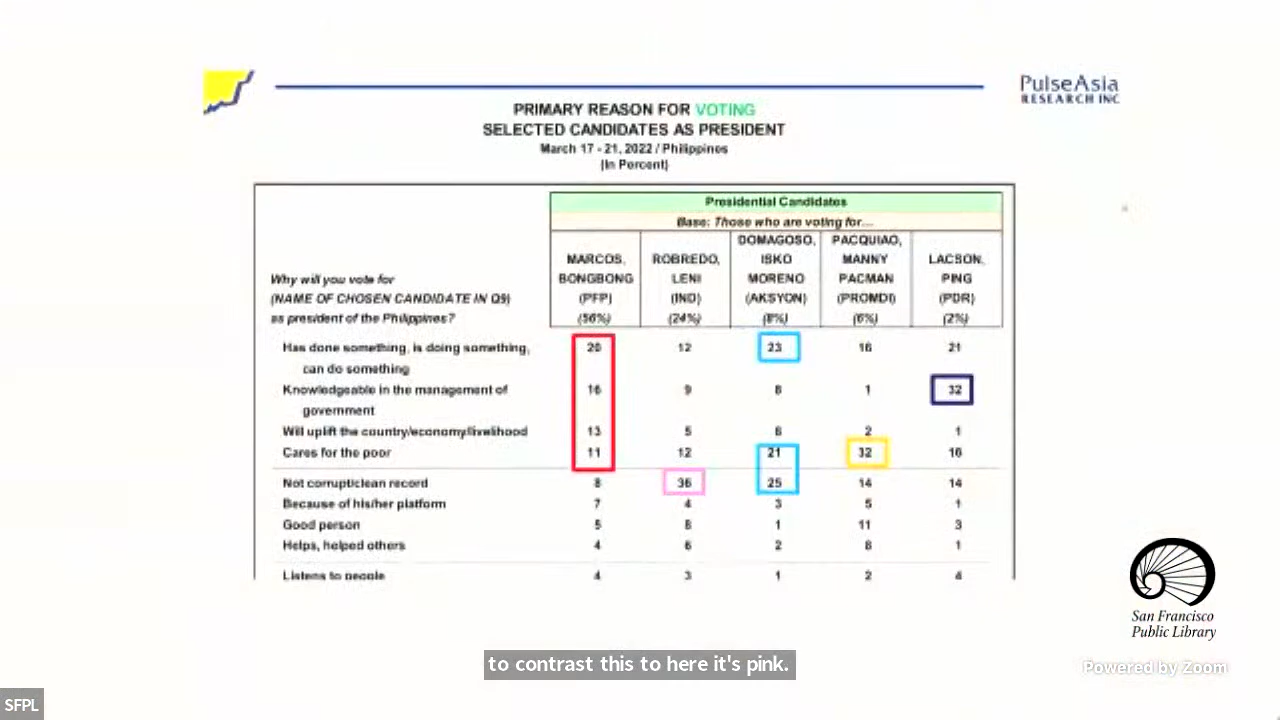 PulseAsia
RESEARCH INC
PRIMARY REASON FOR VOTING
SELECTED CANDIDATES AS PRESIDENT
March 17 - 21, 2022 / Philippines
(In Percent)
Presidential Candidates
Base: Those who are voting for...
Why will you vote for
(NAME OF CHOSEN CANDIDATE IN Q9)
as president of the Philippines?
MARCOS,
BONGBONG
(PFP)
(56%)
ROBREDO,
LENI
(IND)
(24%)
DOMAGOSO,
ISKO
MORENO
(AKSYON)
(8%)
PACQUIAO,
MANNY
PACMAN
(PROMDI)
(6%)
LACSON,
PING
(PDR)
(2%)
Has done something, is doing something, 20 12 23 16 21
can do something
Knowledgeable in the management of 16 9 8 1 32
government
Will uplift the country/economy/livelihood 13 5 6 2 1
Cares for the poor 11 12 21 32 16
Not corrupt/clean record 8 36 25 14 14
Because of his/her platform 7 4 3 5 1
Good person 5 8 1 11 3
Helps, helped others 4 6 2 8 1
Listens to people 4 3 1 2 4
San Francisco
Public Library
to contrast this to here it's pink.
Powered by Zoom
SFPL